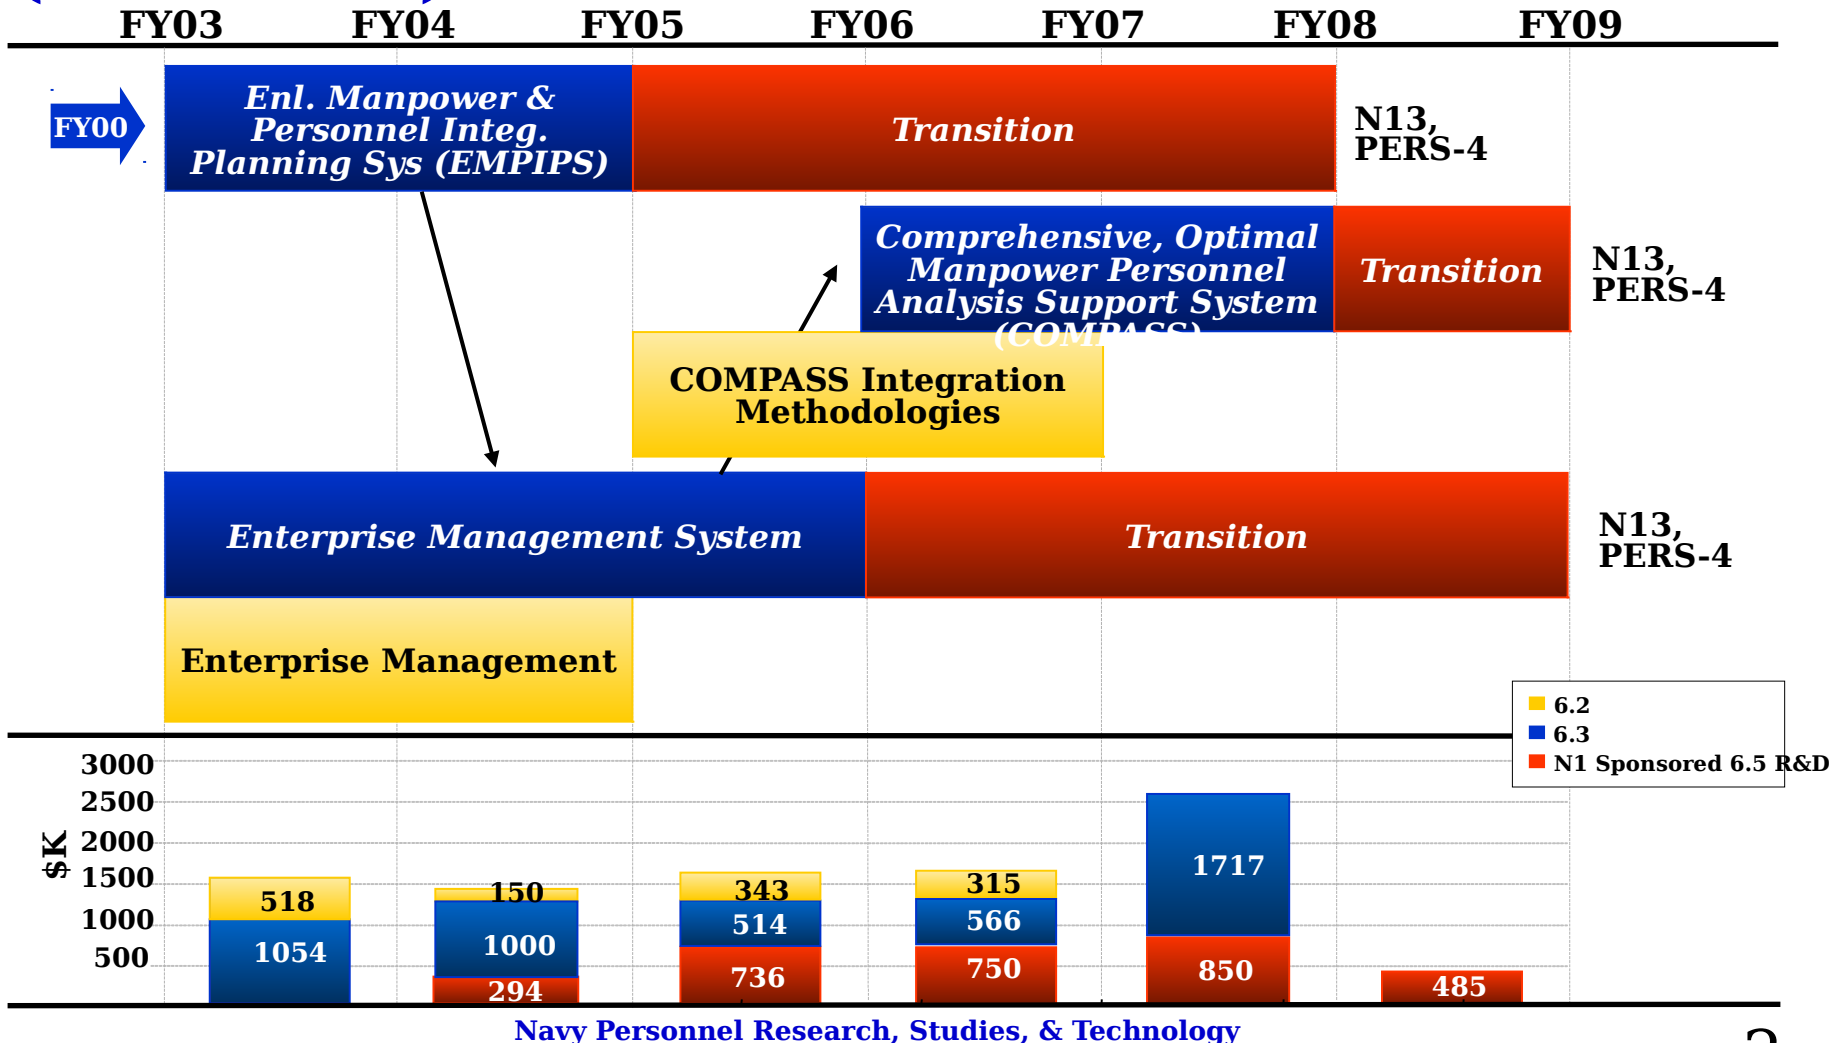 FY03 FY04 FY05 FY06 FY07 FY08 FY09
FY00
Enl. Manpower &
Personnel Integ.
Planning Sys (EMPIPS)
Transition
N13,
PERS-4
Comprehensive, Optimal
Manpower Personnel
Analysis Support System
(COMPASS)
Transition
N13,
PERS-4
COMPASS Integration
Methodologies
Enterprise Management System
Transition
N13,
PERS-4
Enterprise Management
6.2
6.3
N1 Sponsored 6.5 R&D
$K
3000
2500
2000
1500
1000
500
518
1054
150
1000
294
343
514
736
315
566
750
1717
850
485
Navy Personnel Research, Studies, & Technology